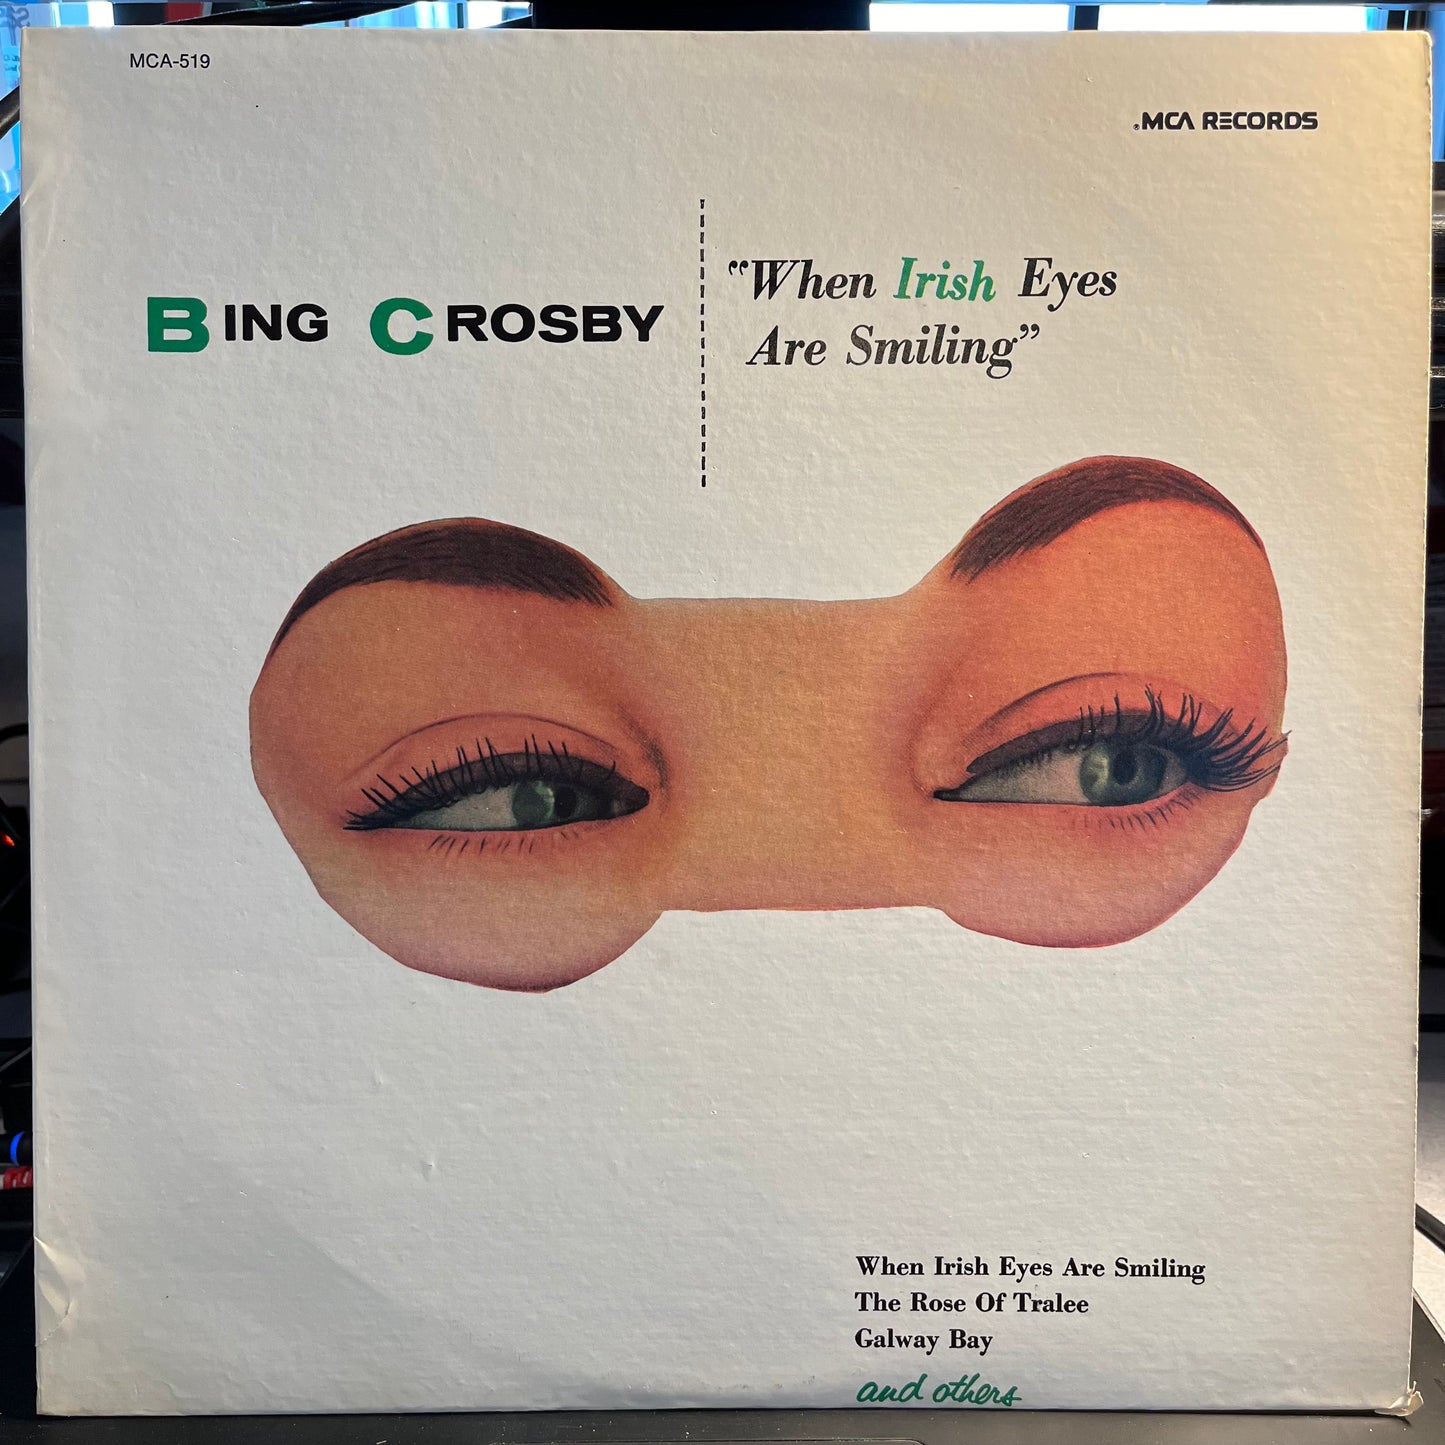 MCA-519
®MCA RECORDS
BING CROSBY
"When Irish Eyes
Are Smiling"
When Irish Eyes Are Smiling
The Rose Of Tralee
Galway Bay
and others